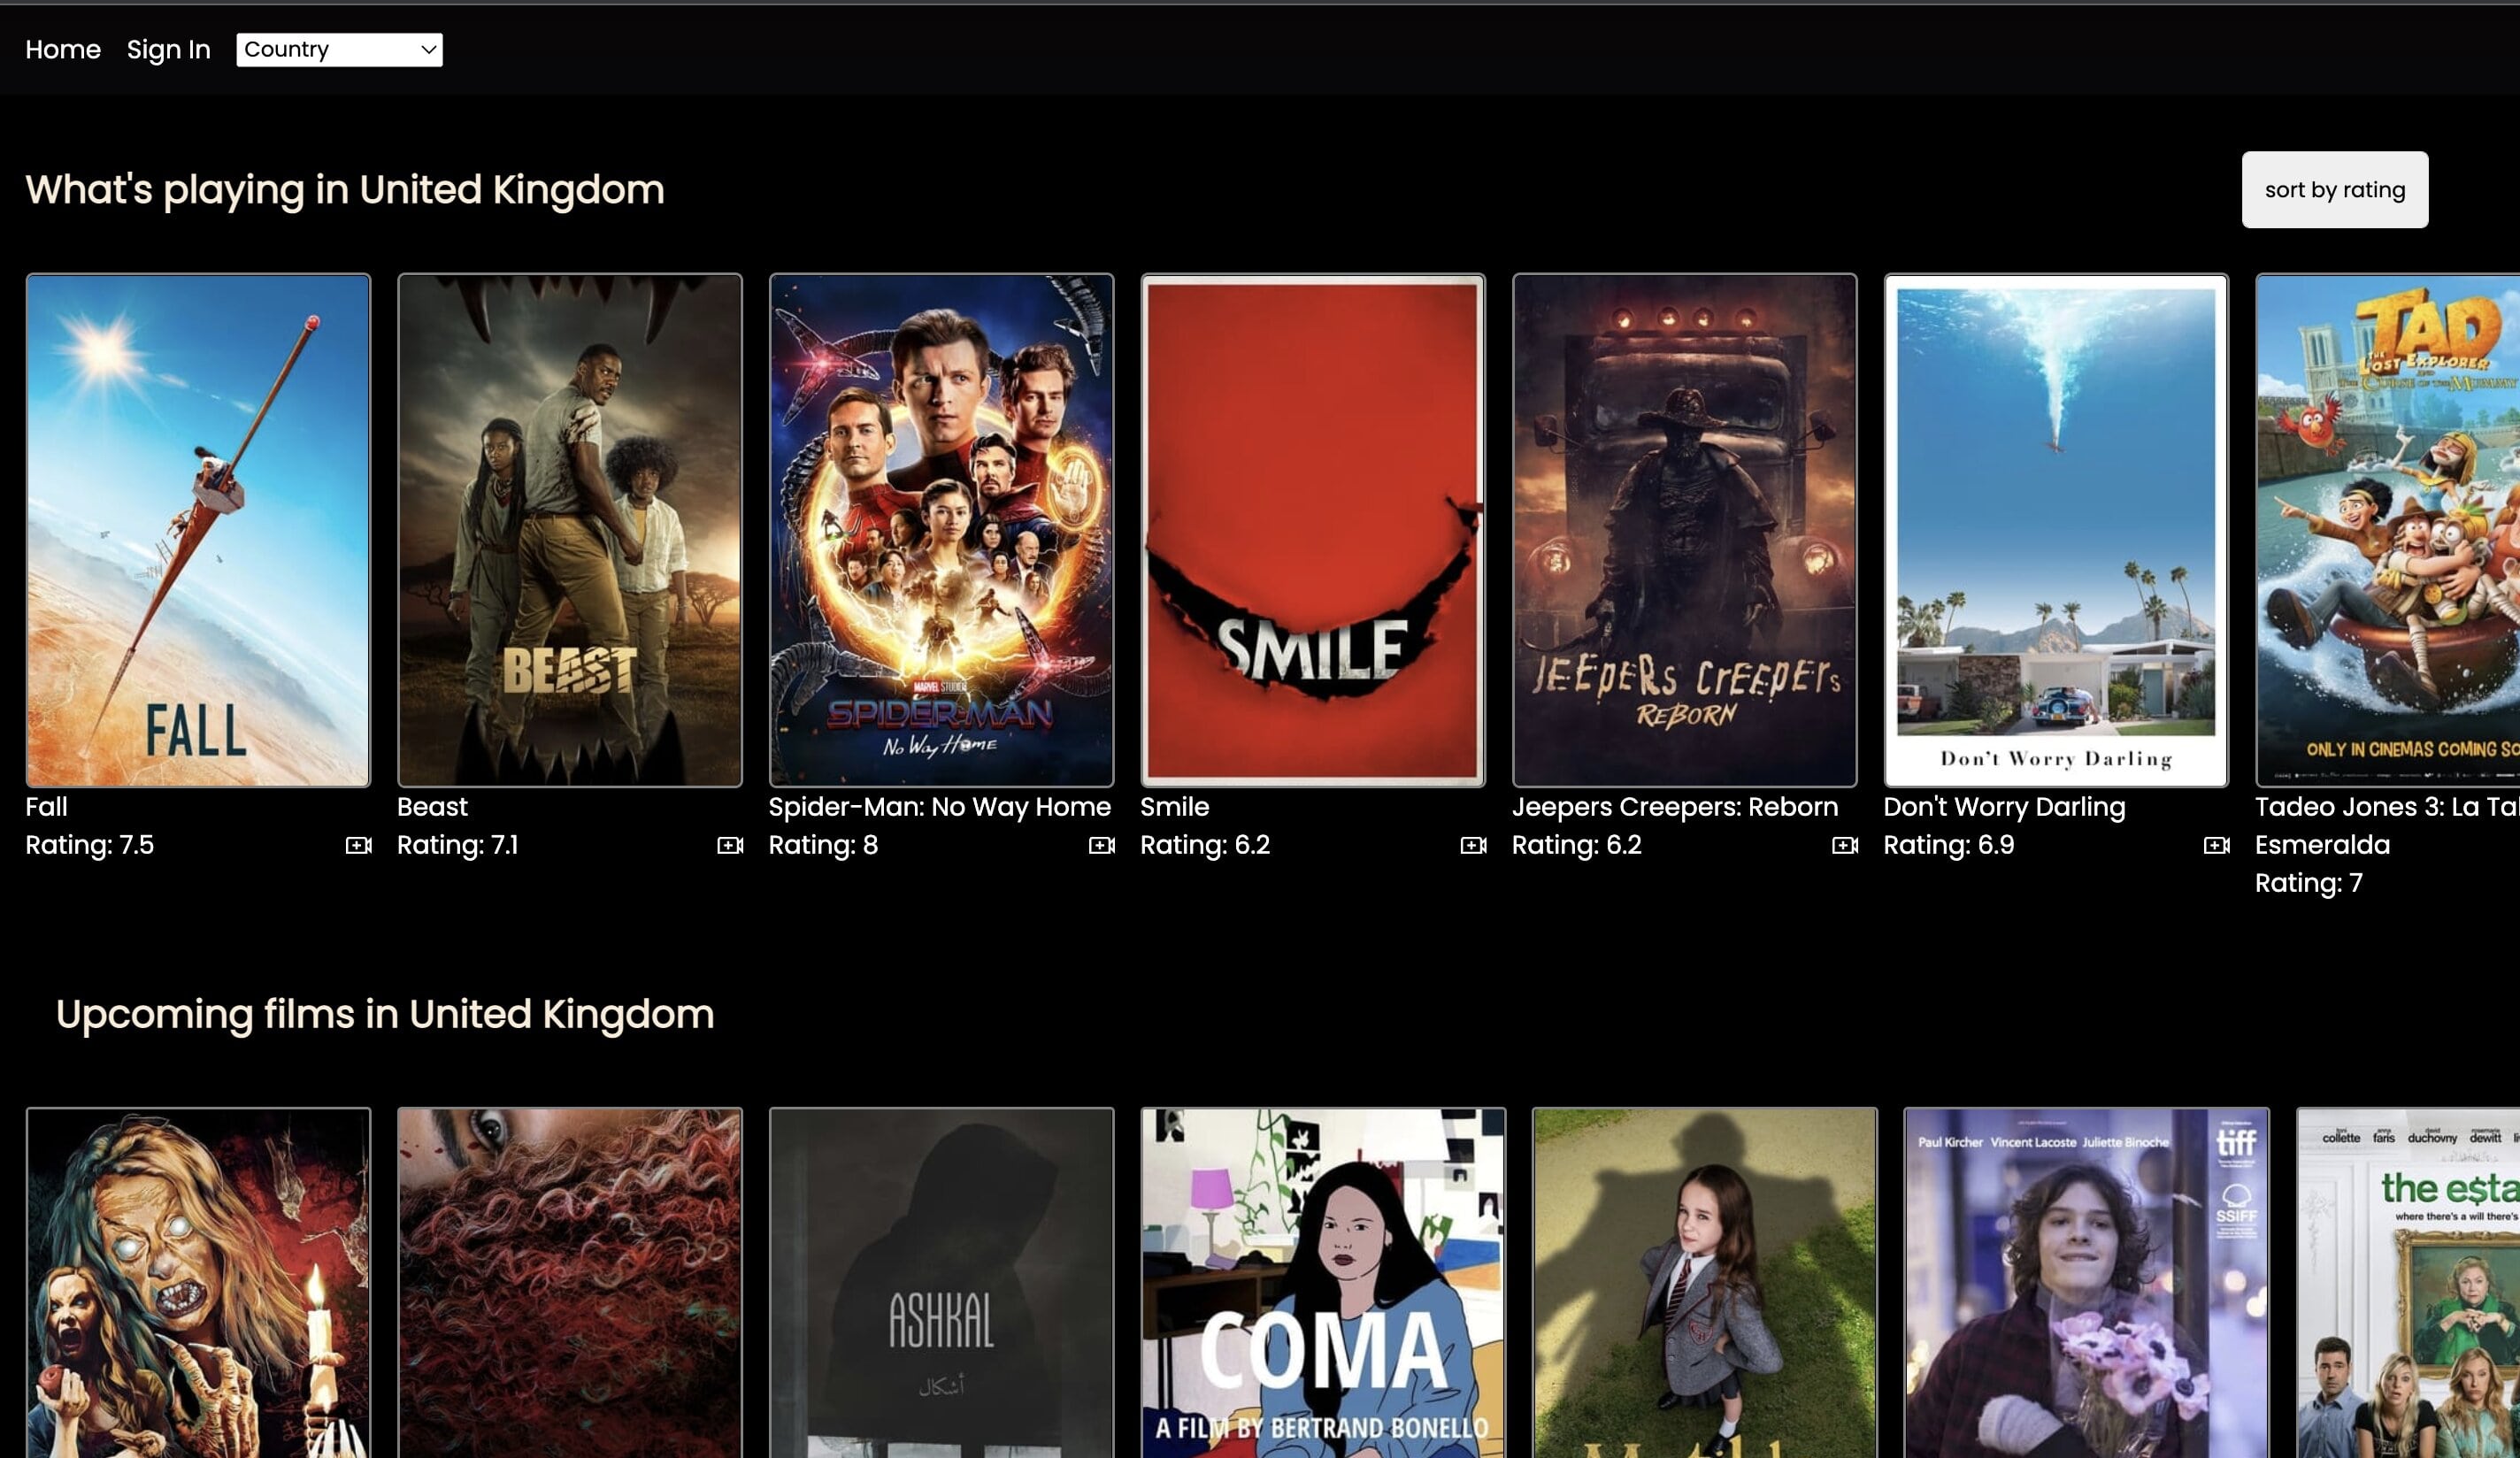 Home Sign In Country
What's playing in United Kingdom
sort by rating
FALL
BEAST
MARVEL STUDIOS
SPIDER-MAN
No Way Home
SMILE
JEEPERS CREEPERS
REBORN
Don't Worry Darling
TAD
THE LOST EXPLORER
AND
THE CURSE OF THE MUMMY
ONLY IN CINEMAS COMING
Fall
Rating: 7.5
Beast
Rating: 7.1
Spider-Man: No Way Home
Rating: 8
Smile
Rating: 6.2
Jeepers Creepers: Reborn
Rating: 6.2
Don't Worry Darling
Rating: 6.9
Tadeo Jones 3: La
Esmeralda
Rating: 7
Upcoming films in United Kingdom
ASHKAL
أشكال
COMA
A FILM BY BERTRAND BONELLO
Paul Kircher Vincent Lacoste Juliette Binoche
tiff
SSIFF
toni collette anna faris david duchovny rosemarie dewitt
the e$ta
where there's a will there's